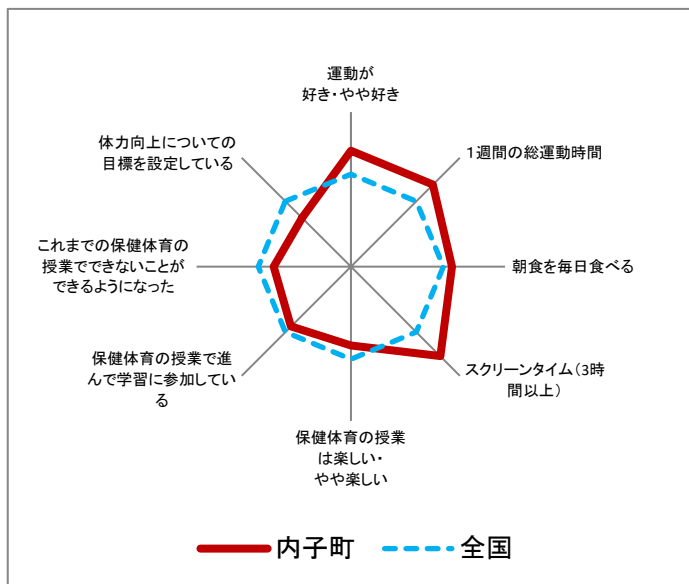 運動が
好き・やや好き
1週間の総運動時間
朝食を毎日食べる
スクリーンタイム(3時
間以上)
保健体育の授業
は楽しい・
やや楽しい
保健体育の授業で進
んで学習に参加してい
る
これまでの保健体育の
授業でできないことが
できるようになった
体力向上についての
目標を設定している
内子町
全国